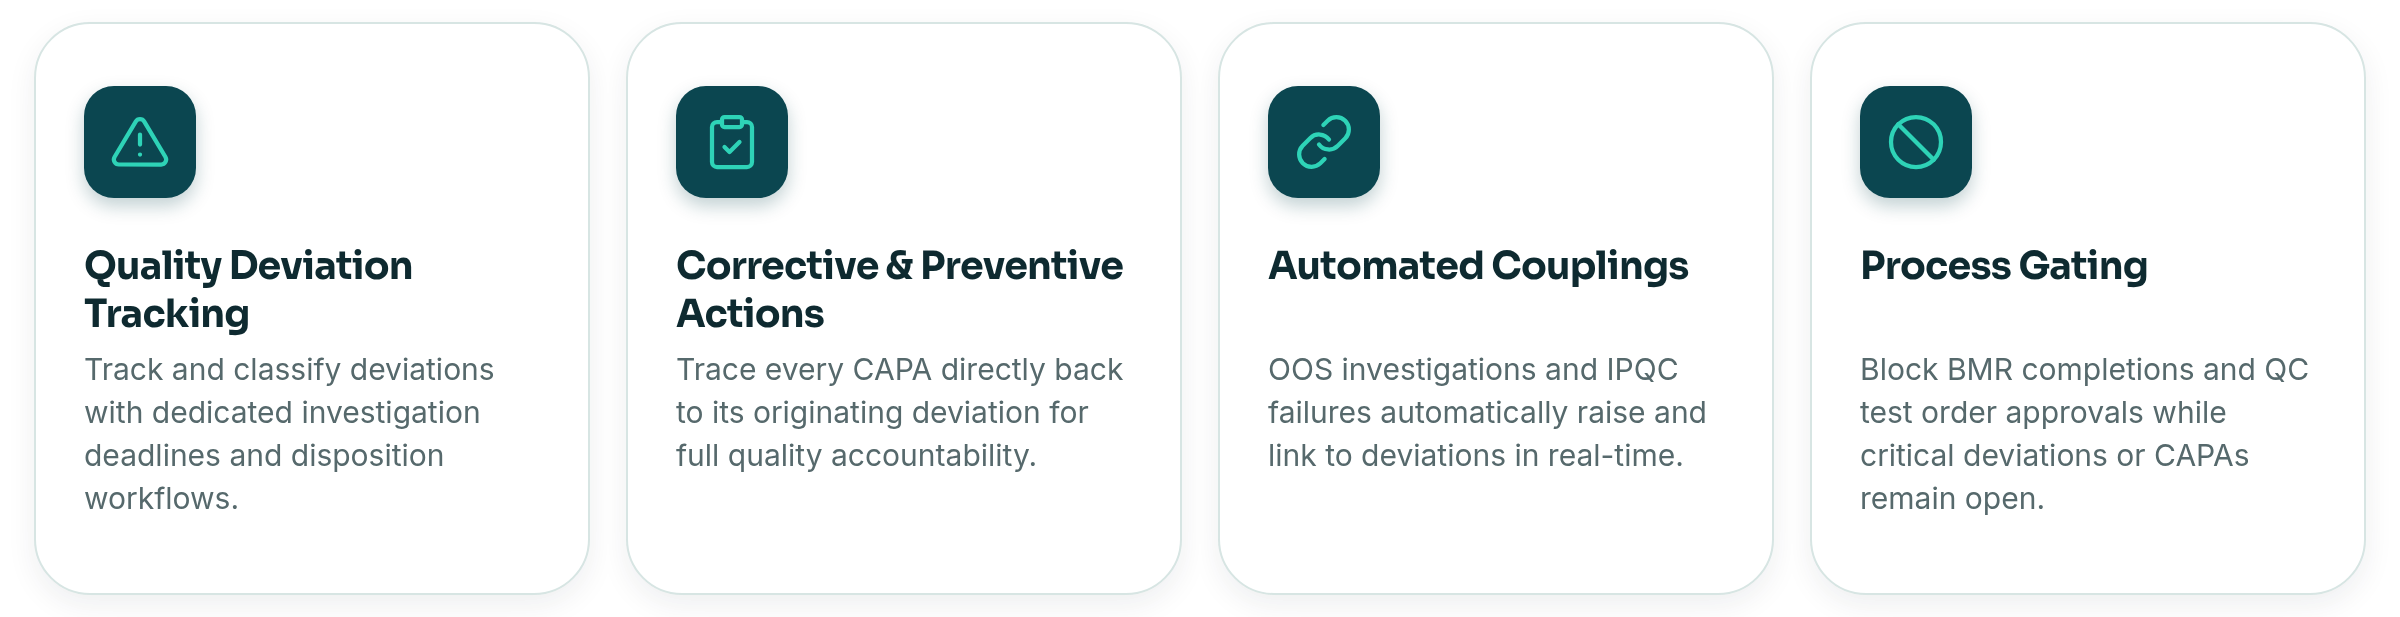 Quality Deviation
Tracking
Track and classify deviations
with dedicated investigation
deadlines and disposition
workflows.
Corrective & Preventive
Actions
Trace every CAPA directly back
to its originating deviation for
full quality accountability.
Automated Couplings
OOS investigations and IPQC
failures automatically raise and
link to deviations in real-time.
Process Gating
Block BMR completions and QC
test order approvals while
critical deviations or CAPAs
remain open.